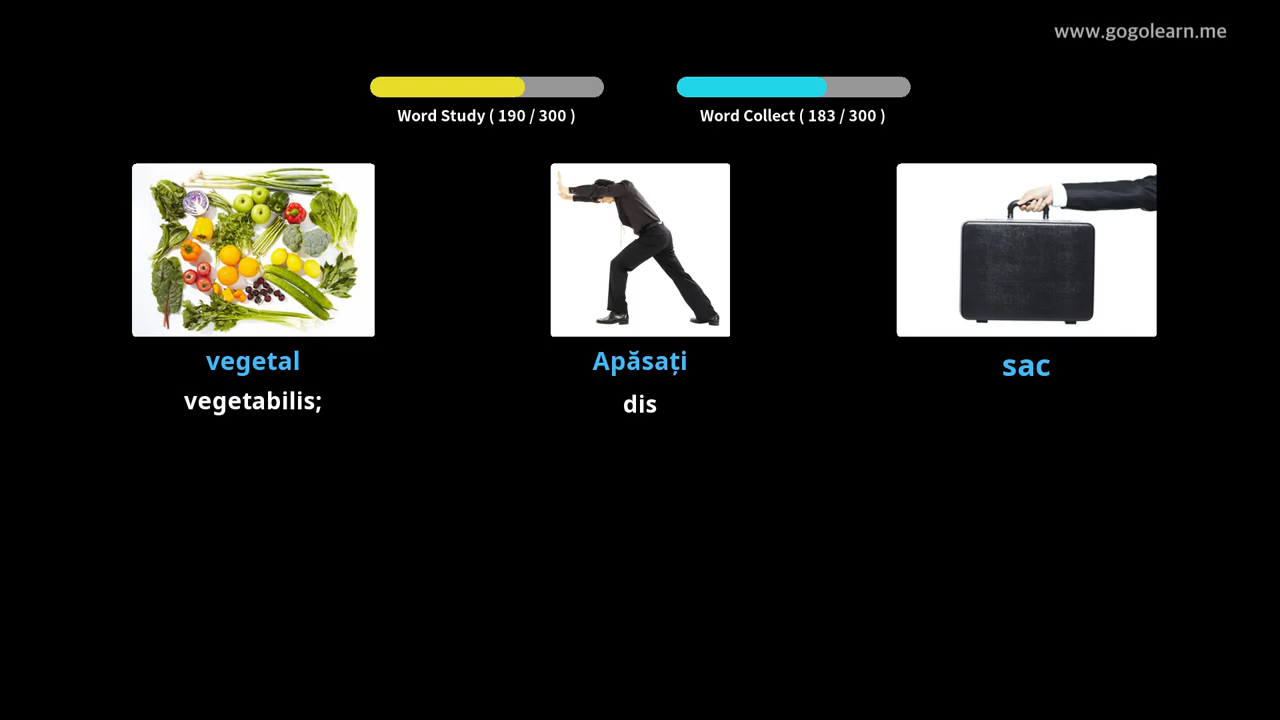 www.gogolearn.me
Word Study ( 190 / 300 )
Word Collect ( 183 / 300 )
vegetal
Apăsați
sac
vegetabilis;
dis